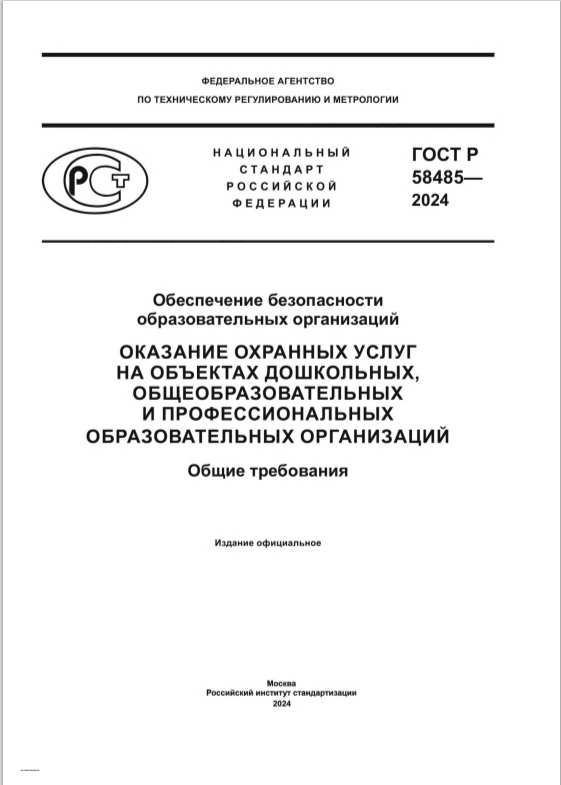 ФЕДЕРАЛЬНОЕ АГЕНТСТВО
ПО ТЕХНИЧЕСКОМУ РЕГУЛИРОВАНИЮ И МЕТРОЛОГИИ
РСТ
НАЦИОНАЛЬНЫЙ
СТАНДАРТ
РОССИЙСКОЙ
ФЕДЕРАЦИИ
ГОСТ Р
58485—
2024
Обеспечение безопасности
образовательных организаций
ОКАЗАНИЕ ОХРАННЫХ УСЛУГ
НА ОБЪЕКТАХ ДОШКОЛЬНЫХ,
ОБЩЕОБРАЗОВАТЕЛЬНЫХ
И ПРОФЕССИОНАЛЬНЫХ
ОБРАЗОВАТЕЛЬНЫХ ОРГАНИЗАЦИЙ
Общие требования
Издание официальное
Москва
Российский институт стандартизации
2024